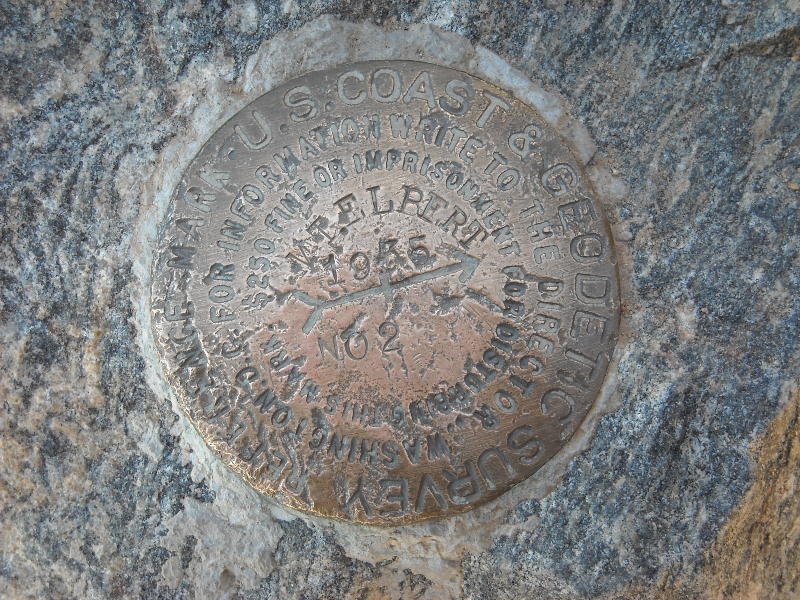 U.S. COAST & GEODETIC SURVEY REFERENCE MARK
FOR INFORMATION WRITE TO THE DIRECTOR, WASHINGTON, D.C.
$250 FINE OR IMPRISONMENT FOR DISTURBING THIS MARK.
MT ELBERT
NO 2